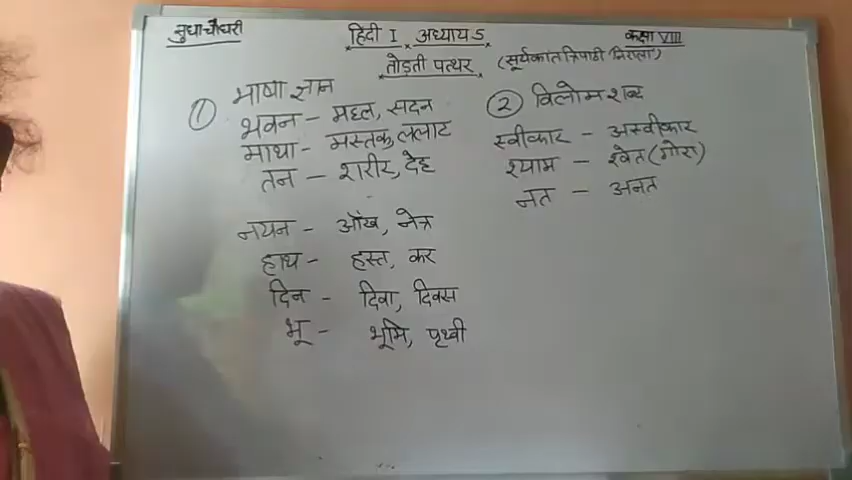 सुधा चौधरी
हिंदी I अध्याय 5
कक्षा VIII
तोड़ती पत्थर (सूर्यकांत त्रिपाठी निराला)
① भाषा ज्ञान
भवन - महल, सदन
माथा - मस्तक, ललाट
तन - शरीर, देह
नयन - आँख, नेत्र
हाथ - हस्त, कर
दिन - दिवा, दिवस
भू - भूमि, पृथ्वी
② विलोम शब्द
स्वीकार - अस्वीकार
श्याम - श्वेत (गोरा)
नत - अनत